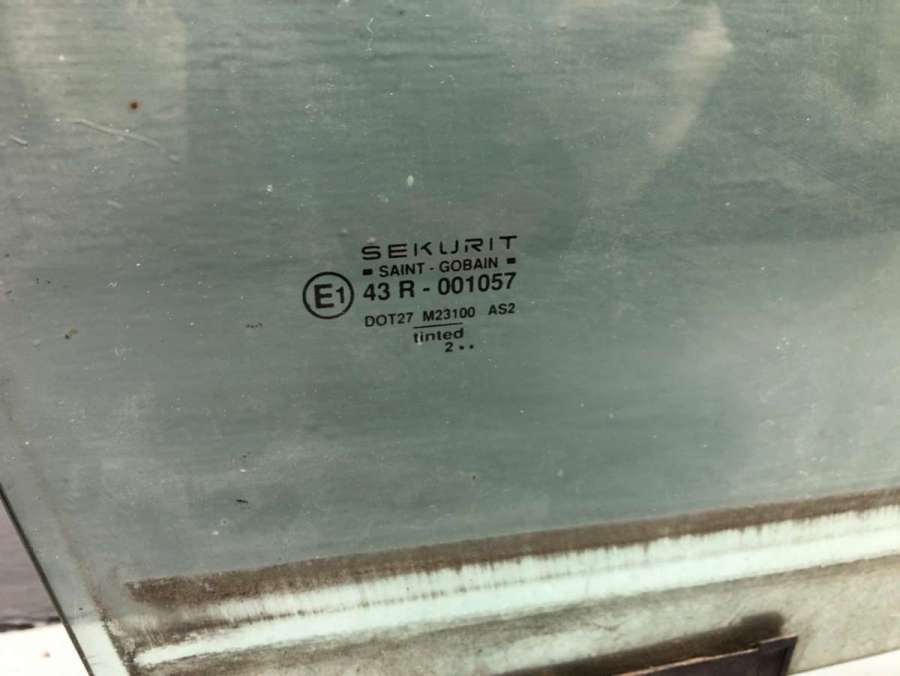 SEKURIT
SAINT - GOBAIN
E1 43 R - 001057
DOT27 M23100 AS2
tinted
2 ..